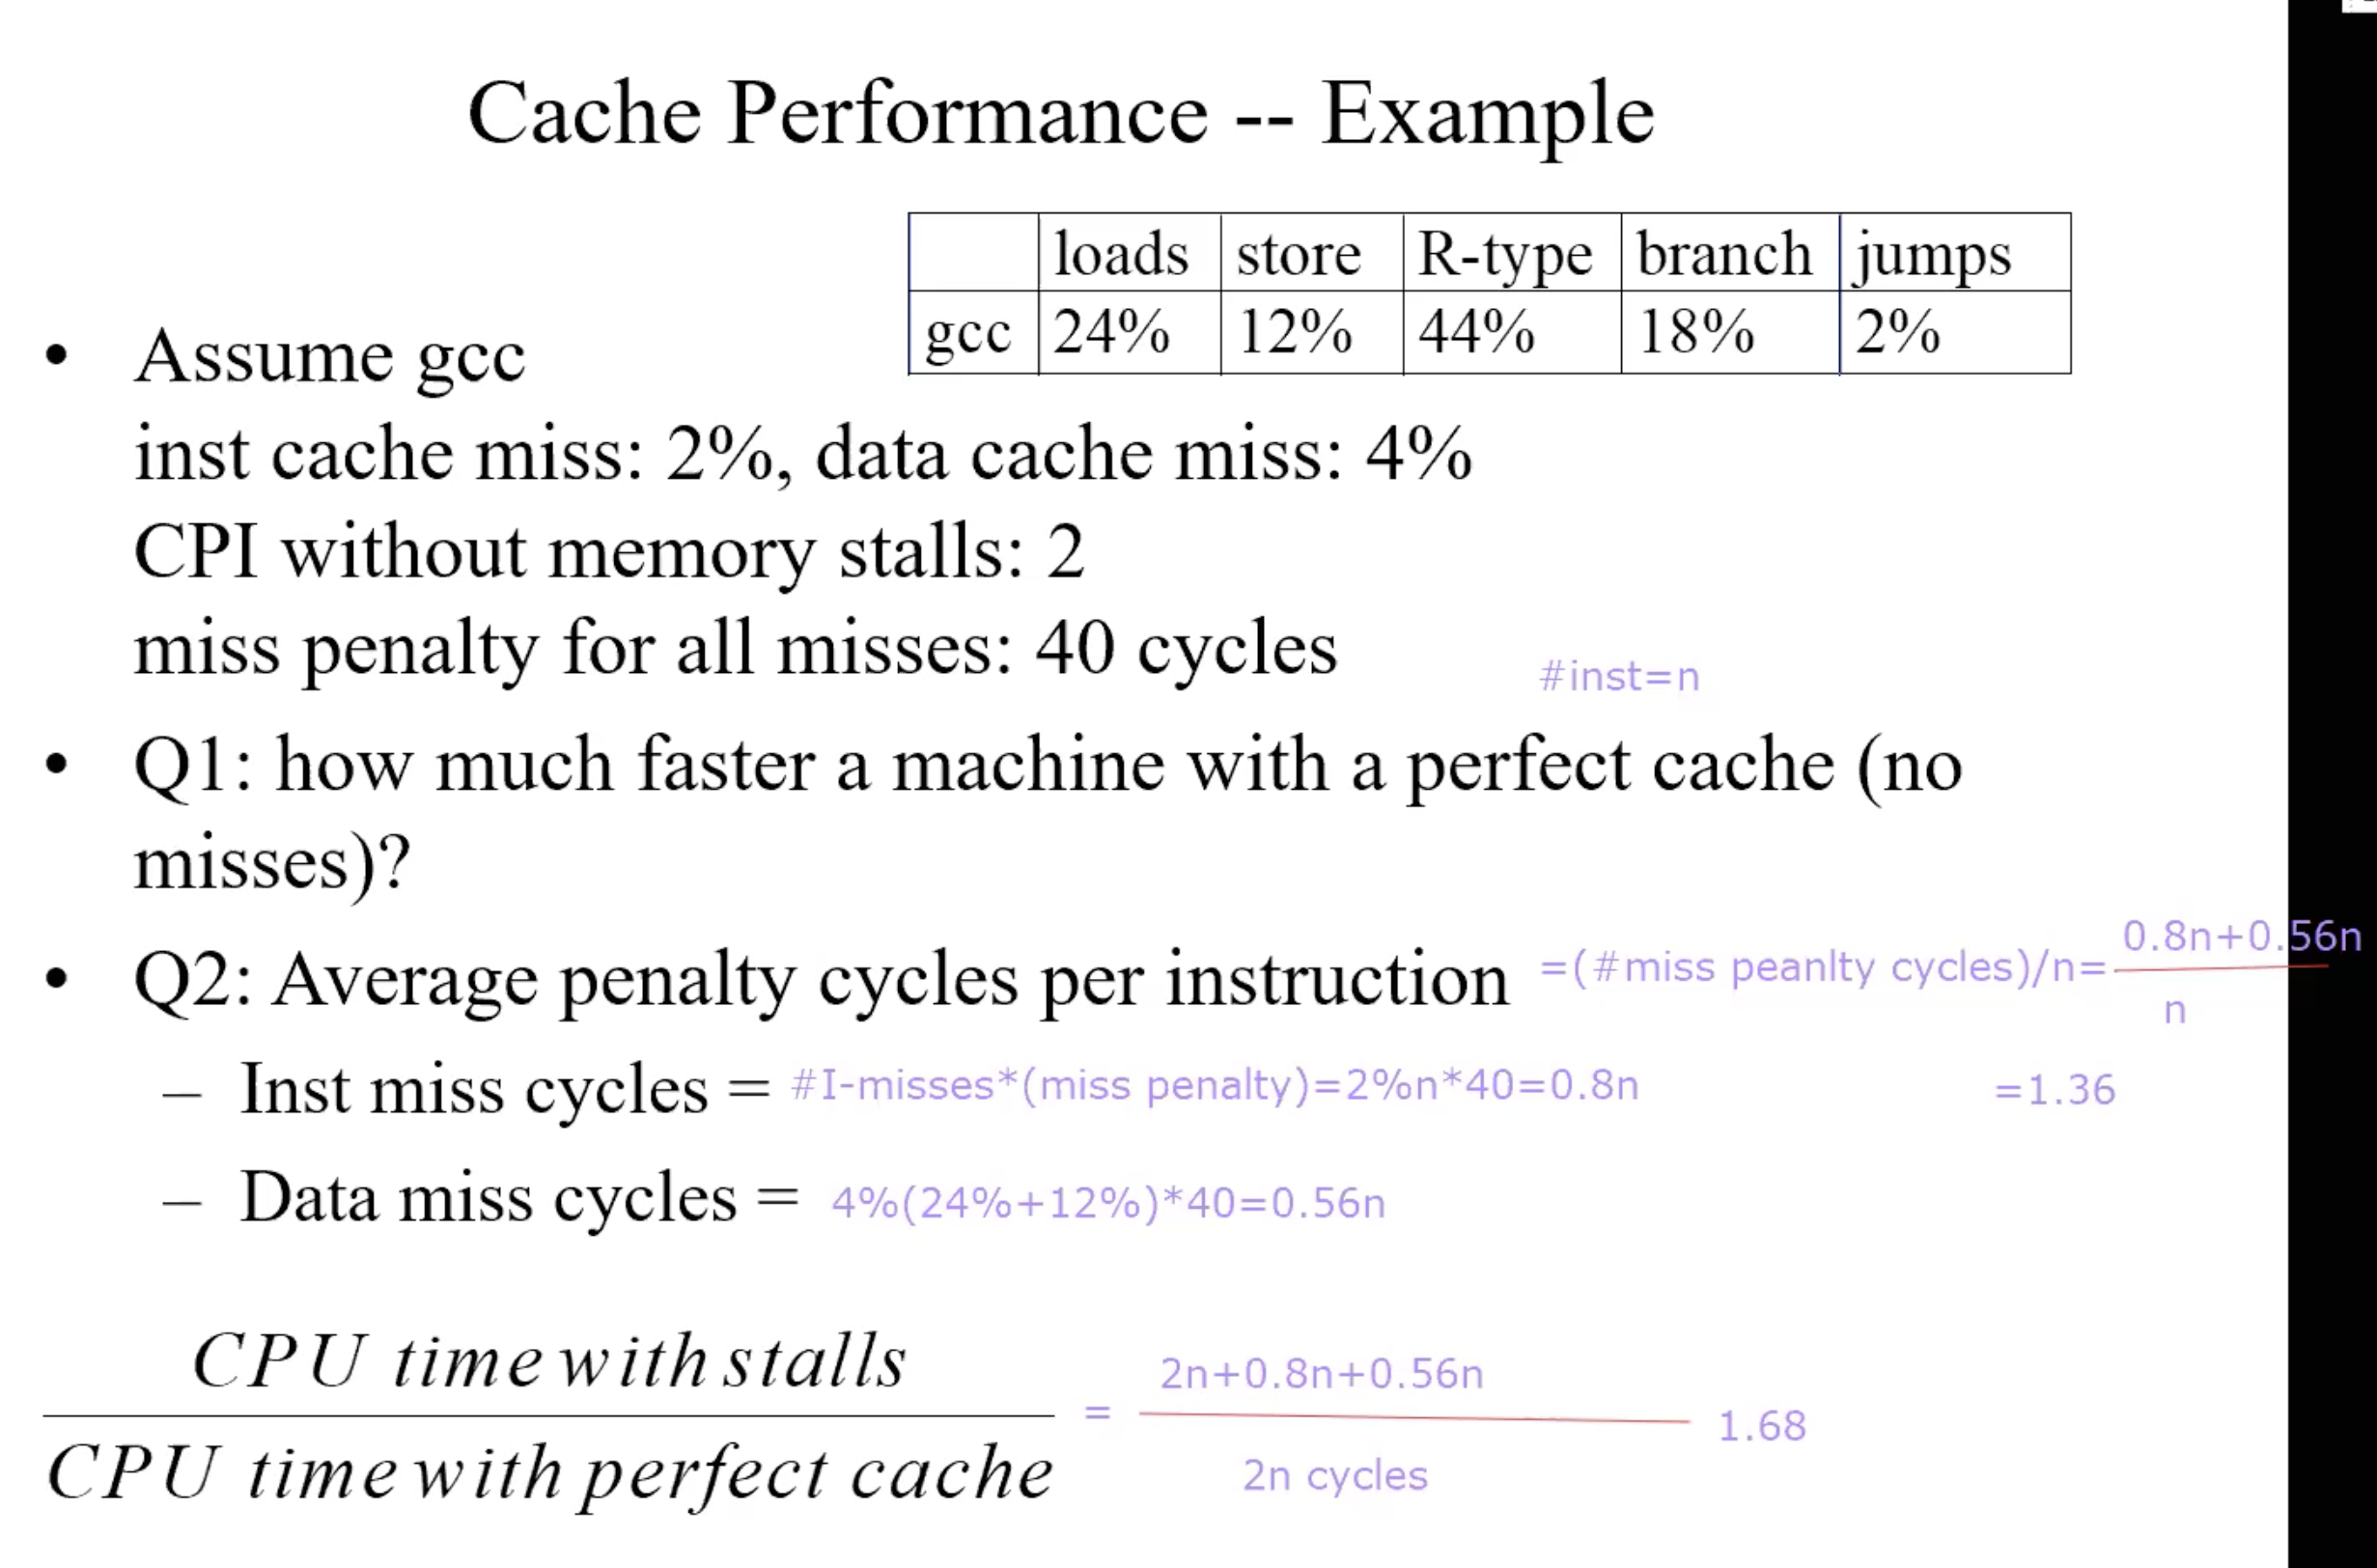 Cache Performance -- Example
loads store R-type branch jumps
gcc 24% 12% 44% 18% 2%
• Assume gcc
inst cache miss: 2%, data cache miss: 4%
CPI without memory stalls: 2
miss penalty for all misses: 40 cycles
#inst=n
• Q1: how much faster a machine with a perfect cache (no
misses)?
• Q2: Average penalty cycles per instruction =(#miss peanlty cycles)/n=
0.8n+0.56n
n
– Inst miss cycles = #I-misses*(miss penalty)=2%n*40=0.8n
=1.36
– Data miss cycles = 4%(24%+12%)*40=0.56n
CPU time with stalls
CPU time with perfect cache
=
2n+0.8n+0.56n
2n cycles
1.68